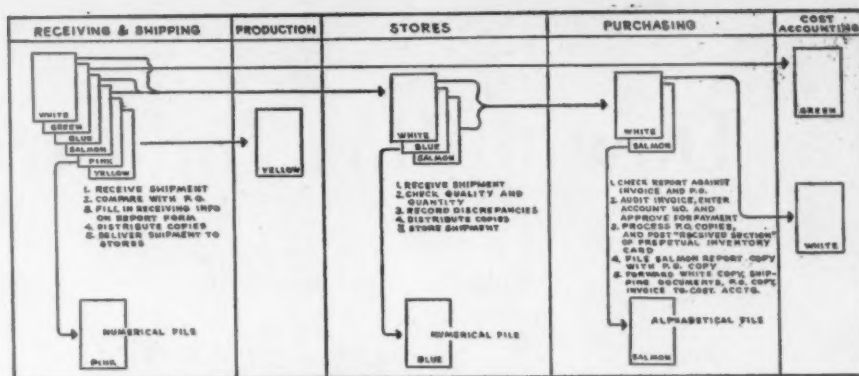 RECEIVING & SHIPPING
PRODUCTION
STORES
PURCHASING
COST
ACCOUNTING
WHITE
GREEN
BLUE
SALMON
PINK
YELLOW
1. RECEIVE SHIPMENT
2. COMPARE WITH P.O.
3. FILL IN RECEIVING INFO
ON REPORT FORM
4. DISTRIBUTE COPIES
5. DELIVER SHIPMENT TO
STORES
NUMERICAL FILE
PINK
YELLOW
WHITE
BLUE
SALMON
1. RECEIVE SHIPMENT
2. CHECK QUALITY AND
QUANTITY
3. RECORD DISCREPANCIES
4. DISTRIBUTE COPIES
5. STORE SHIPMENT
NUMERICAL FILE
BLUE
WHITE
SALMON
1. CHECK REPORT AGAINST
INVOICE AND P.O.
2. AUDIT INVOICE, ENTER
ACCOUNT NO. AND
APPROVE FOR PAYMENT
3. PROCESS P.O. COPIES,
AND POST "RECEIVED SECTION"
OF PREPUTUAL INVENTORY
CARD
4. FILE SALMON REPORT COPY
WITH P.O. COPY
5. FORWARD WHITE COPY, SHIP-
PING DOCUMENTS, P.O. COPY,
INVOICE TO COST. ACCTG.
ALPHABETICAL FILE
SALMON
GREEN
WHITE